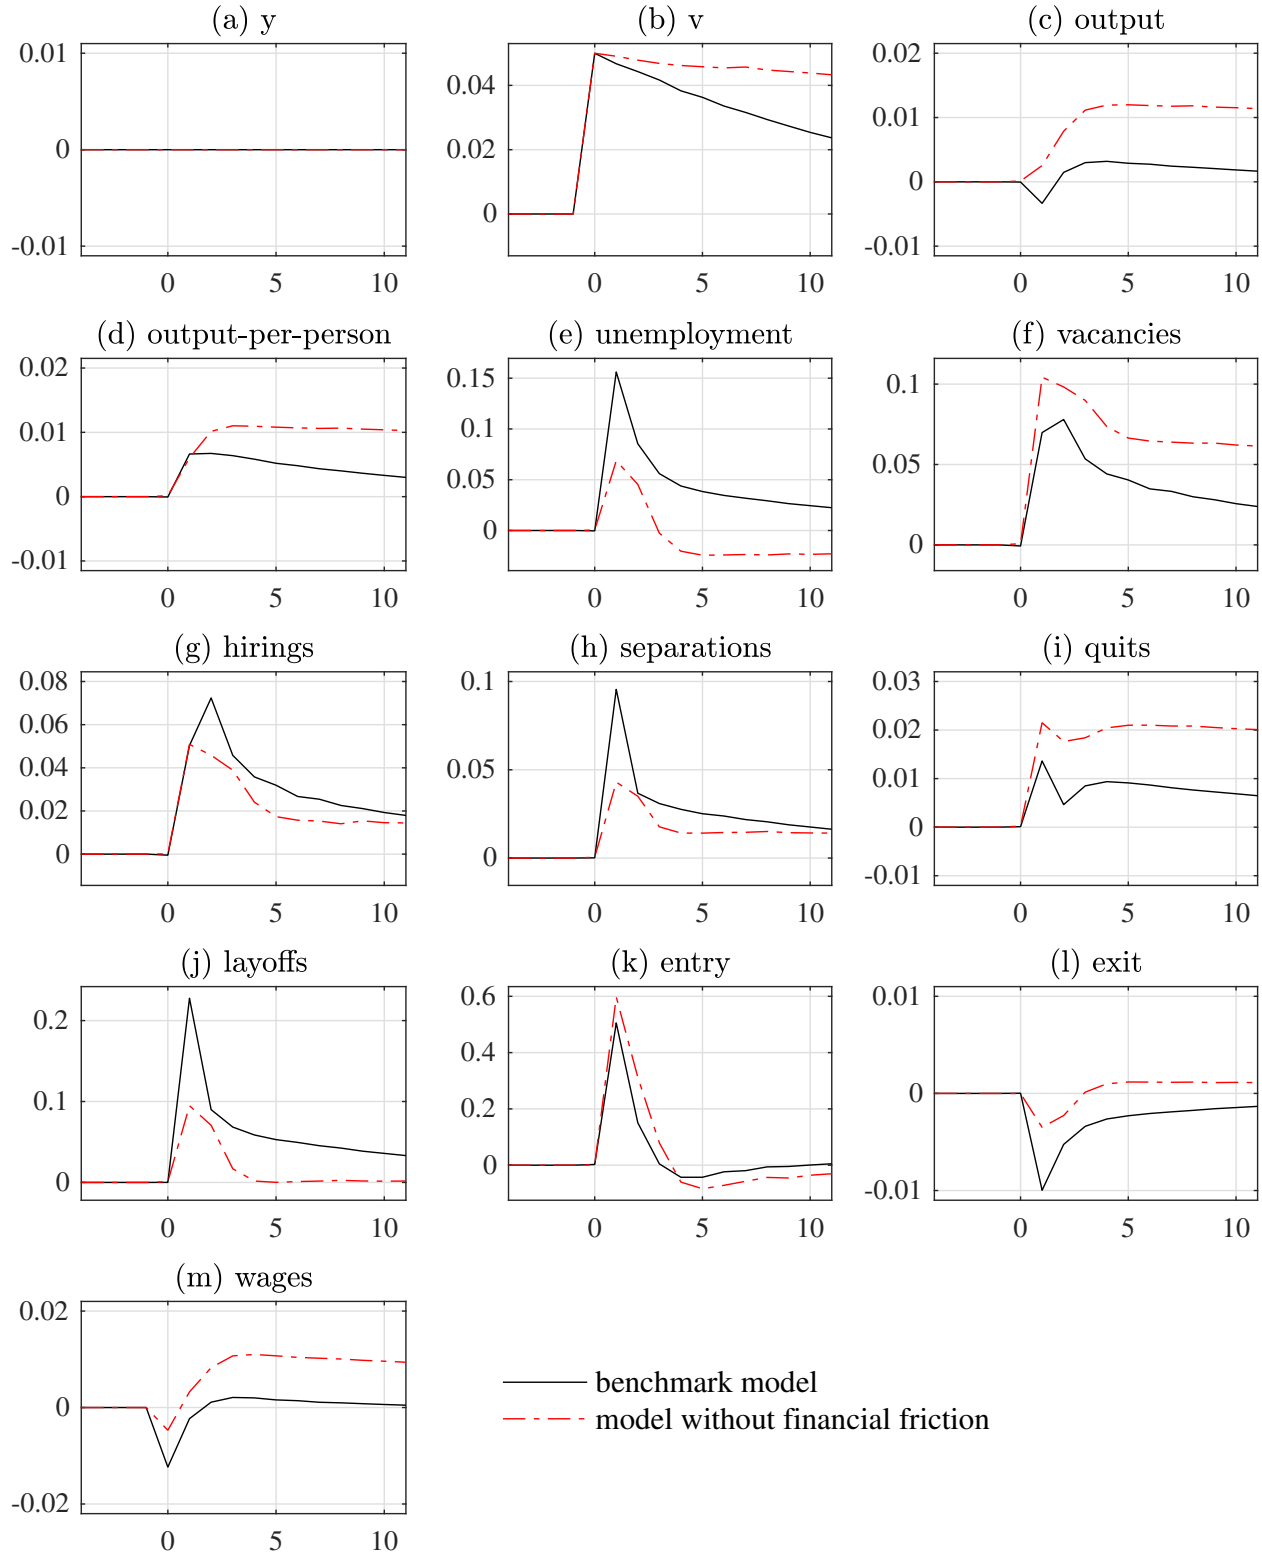 (a) y
(b) v
(c) output
0.01
0
-0.01
0 5 10
0.04
0.02
0
0 5 10
0.02
0.01
0
-0.01
0 5 10
(d) output-per-person
(e) unemployment
(f) vacancies
0.02
0.01
0
-0.01
0 5 10
0.15
0.1
0.05
0
0 5 10
0.1
0.05
0
0 5 10
(g) hirings
(h) separations
(i) quits
0.08
0.06
0.04
0.02
0
0 5 10
0.1
0.05
0
0 5 10
0.03
0.02
0.01
0
-0.01
0 5 10
(j) layoffs
(k) entry
(l) exit
0.2
0.1
0
0 5 10
0.6
0.4
0.2
0
0 5 10
0.01
0
-0.01
0 5 10
(m) wages
0.02
0
-0.02
0 5 10
benchmark model
model without financial friction